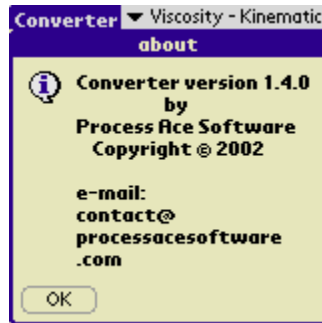 Converter ▼ Viscosity - Kinematic
about
Converter version 1.4.0
by
Process Ace Software
Copyright © 2002
e-mail:
contact@
processacesoftware
.com
OK